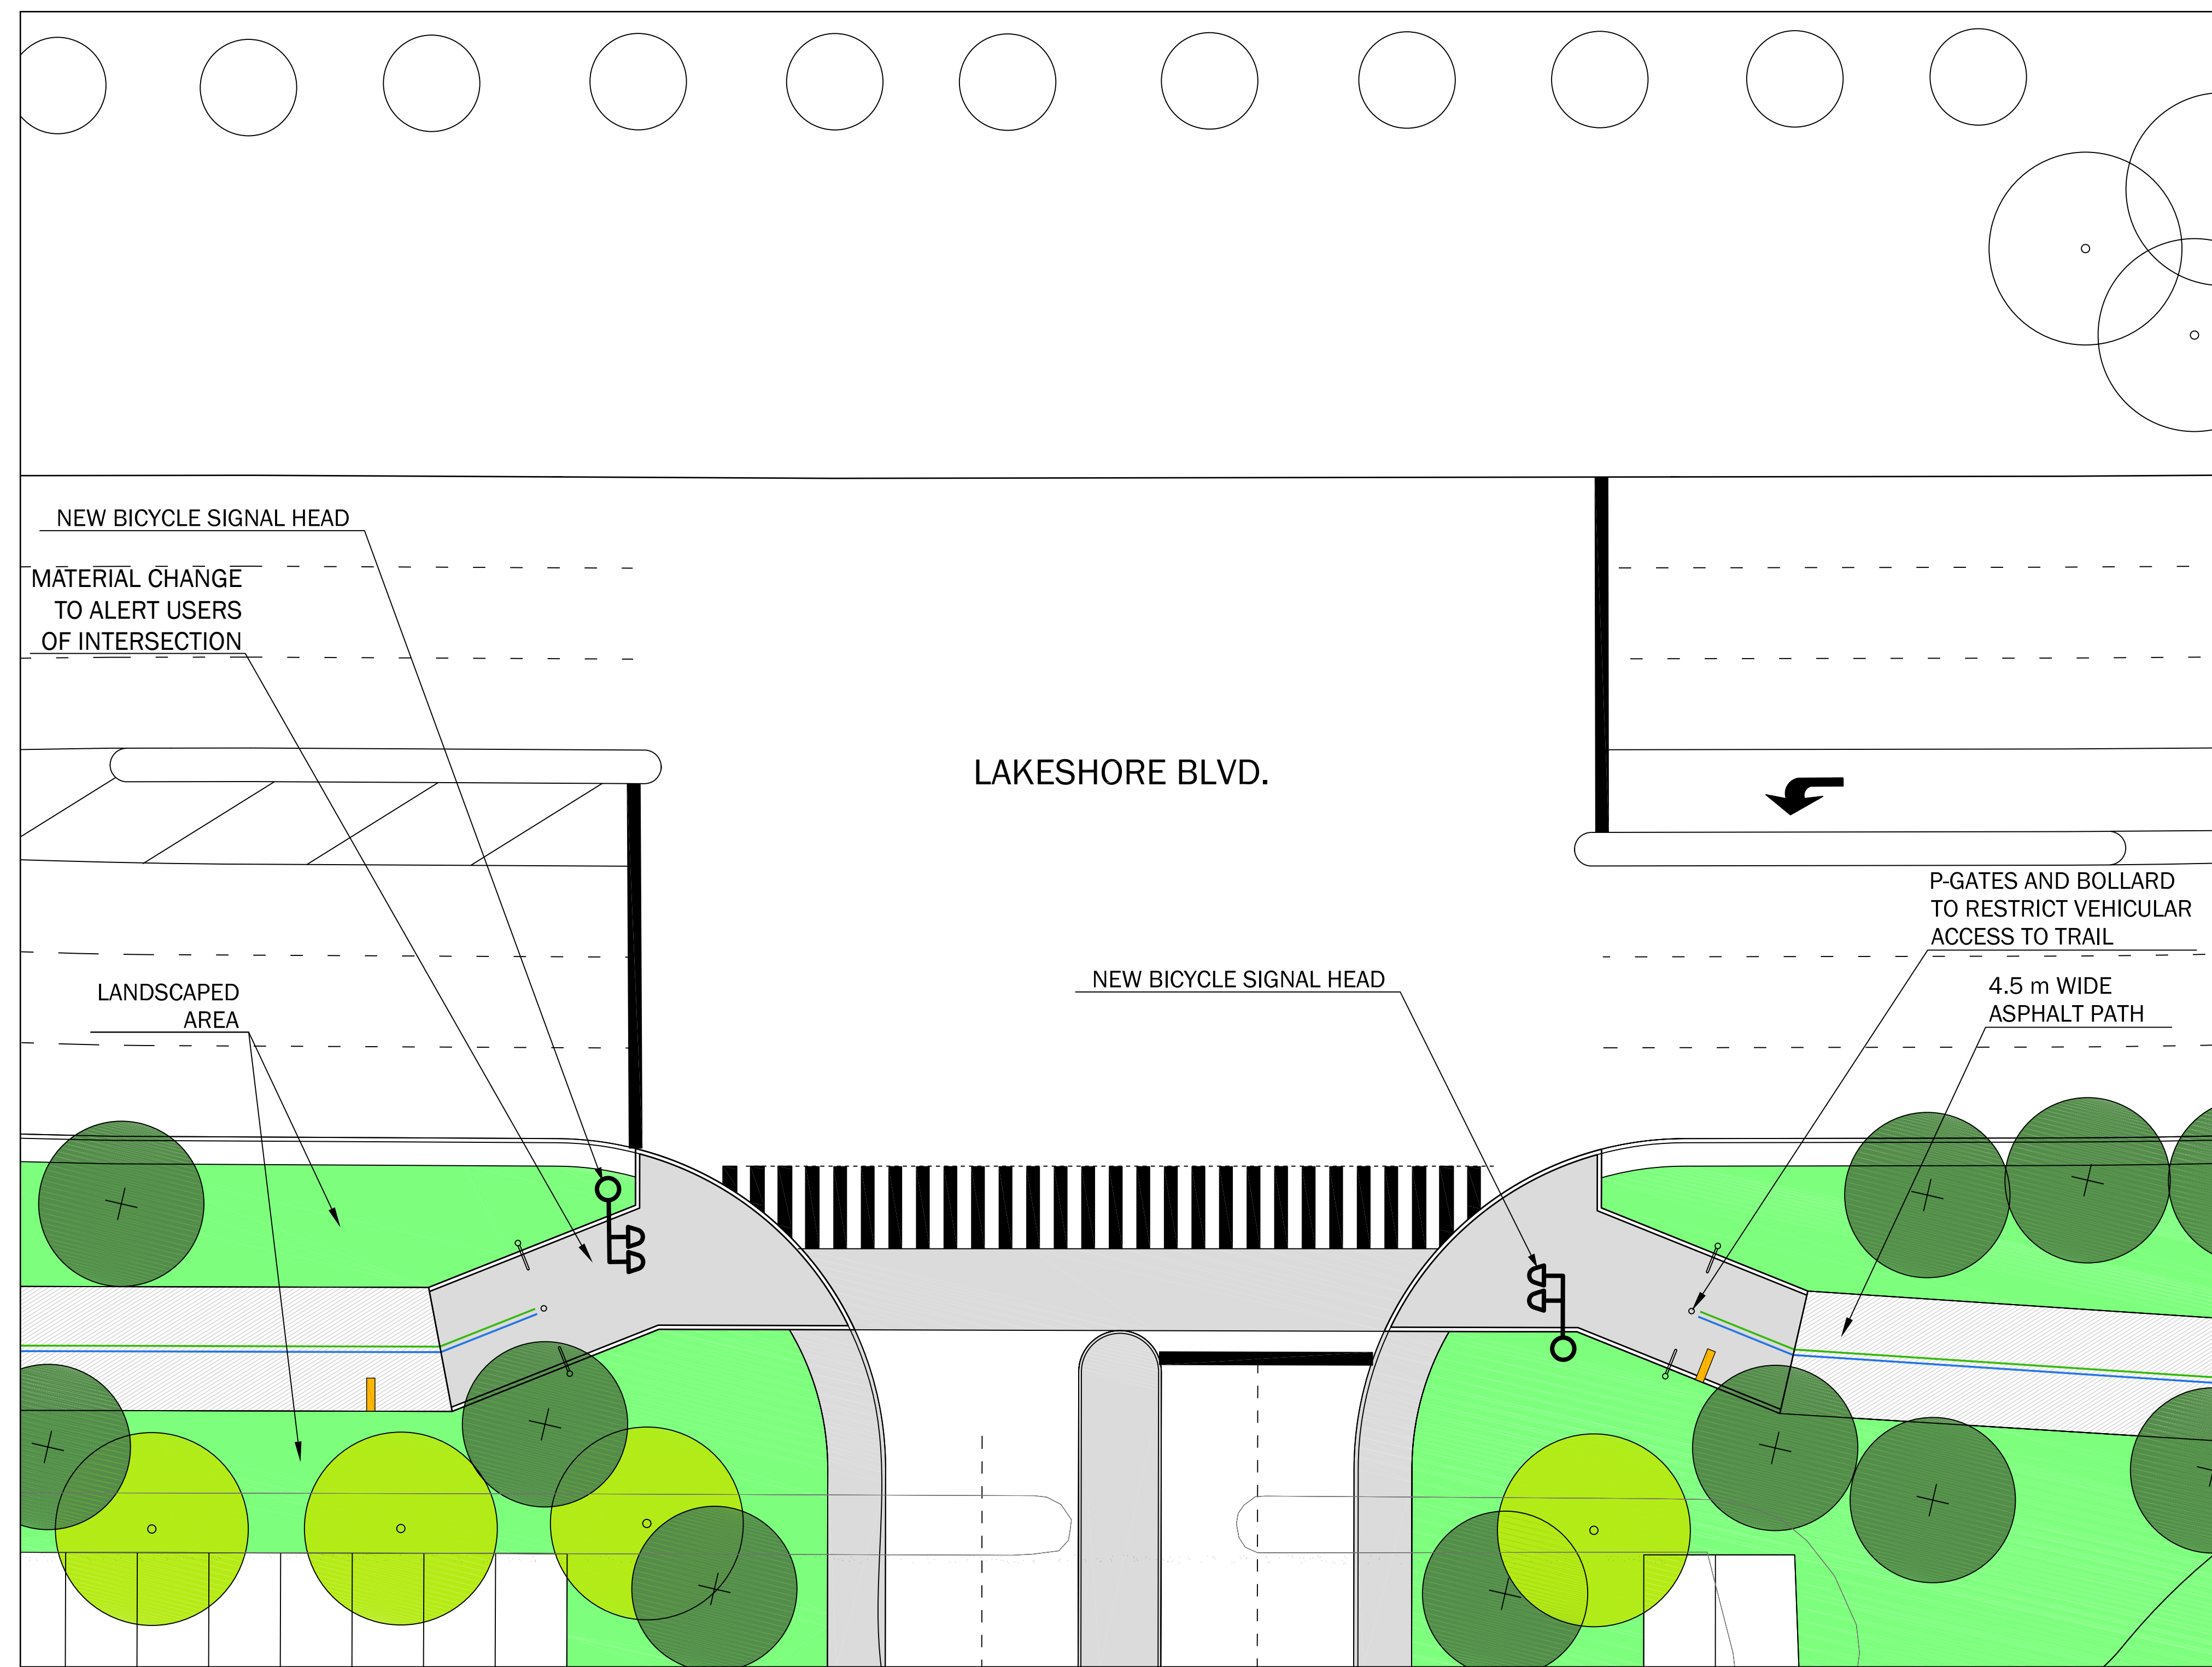 NEW BICYCLE SIGNAL HEAD
MATERIAL CHANGE
TO ALERT USERS
OF INTERSECTION
LAKESHORE BLVD.
P-GATES AND BOLLARD
TO RESTRICT VEHICULAR
ACCESS TO TRAIL
NEW BICYCLE SIGNAL HEAD
4.5 m WIDE
ASPHALT PATH
LANDSCAPED
AREA